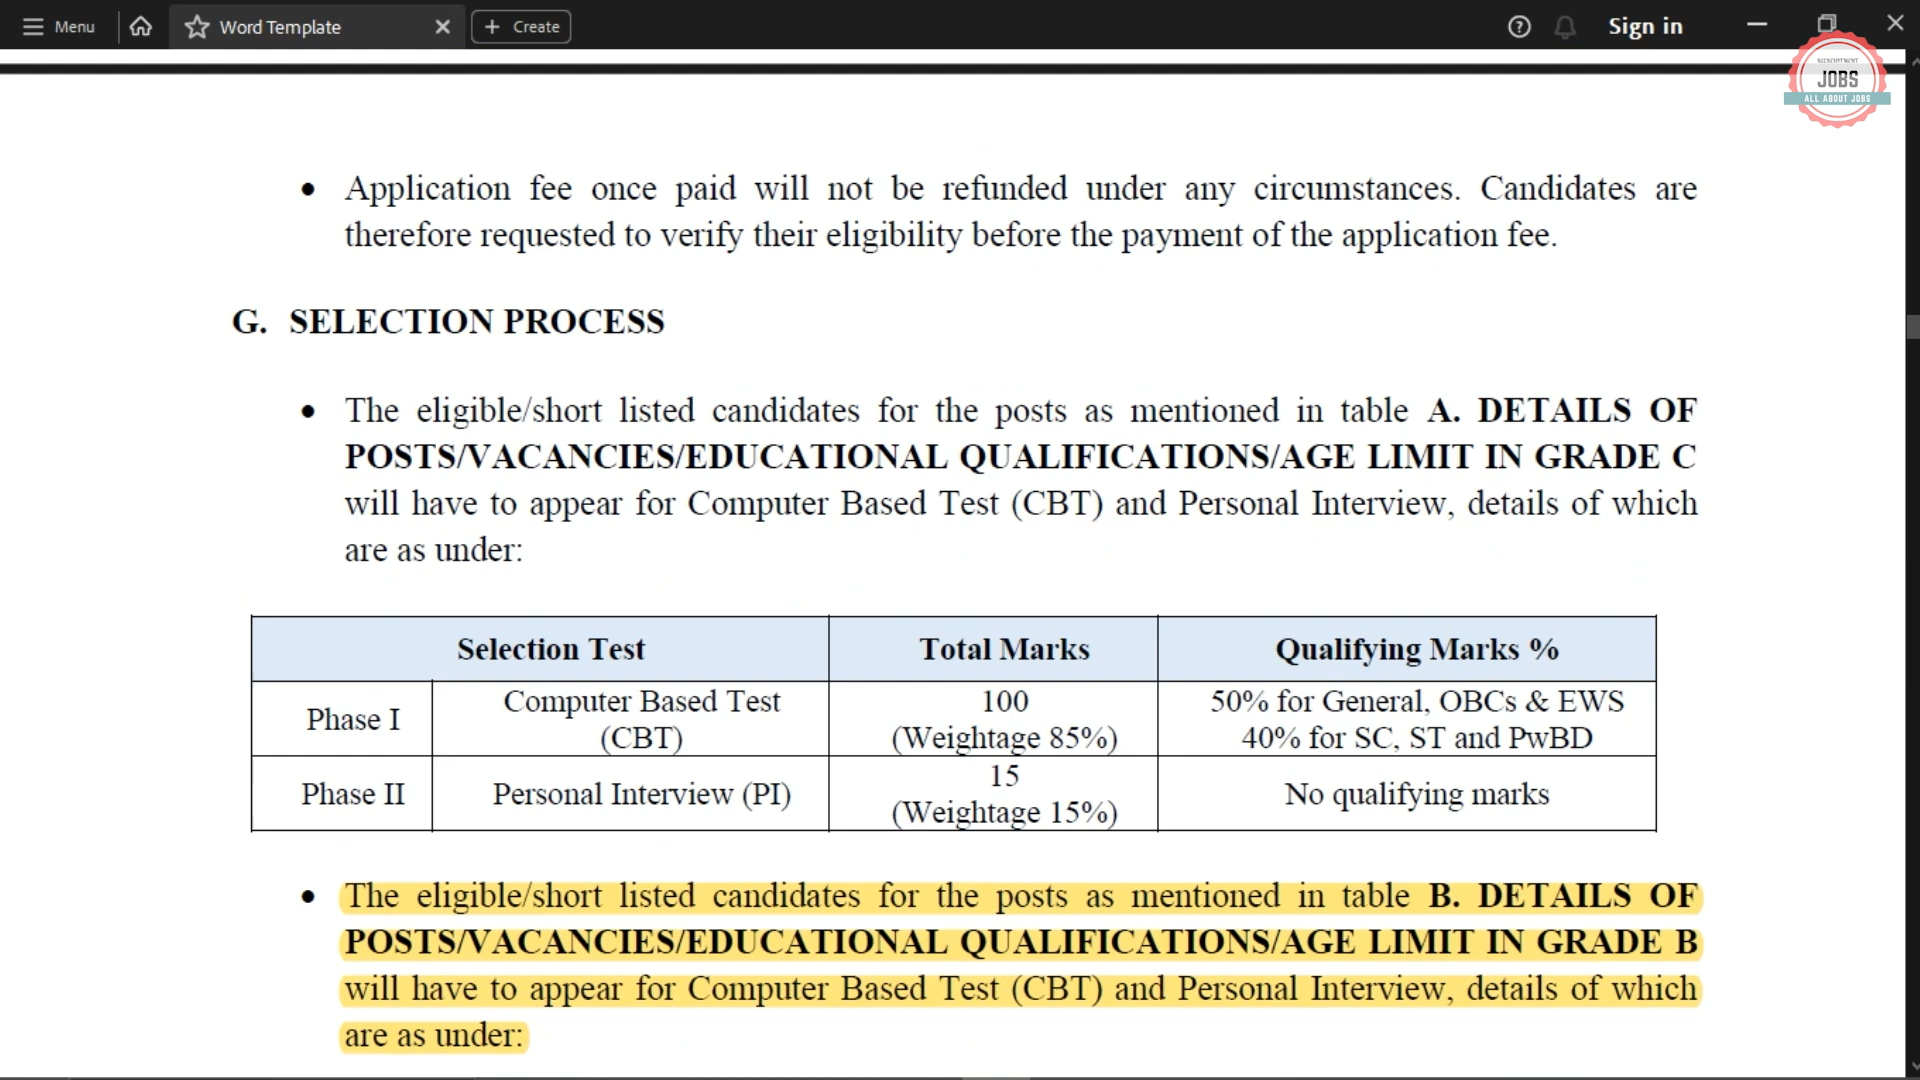 Menu
Word Template
Create
Sign in
RECRUITMENT
JOBS
ALL ABOUT JOBS
• Application fee once paid will not be refunded under any circumstances. Candidates are
therefore requested to verify their eligibility before the payment of the application fee.
G. SELECTION PROCESS
• The eligible/short listed candidates for the posts as mentioned in table A. DETAILS OF
POSTS/VACANCIES/EDUCATIONAL QUALIFICATIONS/AGE LIMIT IN GRADE C
will have to appear for Computer Based Test (CBT) and Personal Interview, details of which
are as under:
Selection Test Total Marks Qualifying Marks %
Phase I
Computer Based Test
(CBT)
100
(Weightage 85%)
50% for General, OBCs & EWS
40% for SC, ST and PwBD
Phase II
Personal Interview (PI)
15
(Weightage 15%)
No qualifying marks
• The eligible/short listed candidates for the posts as mentioned in table B. DETAILS OF
POSTS/VACANCIES/EDUCATIONAL QUALIFICATIONS/AGE LIMIT IN GRADE B
will have to appear for Computer Based Test (CBT) and Personal Interview, details of which
are as under: